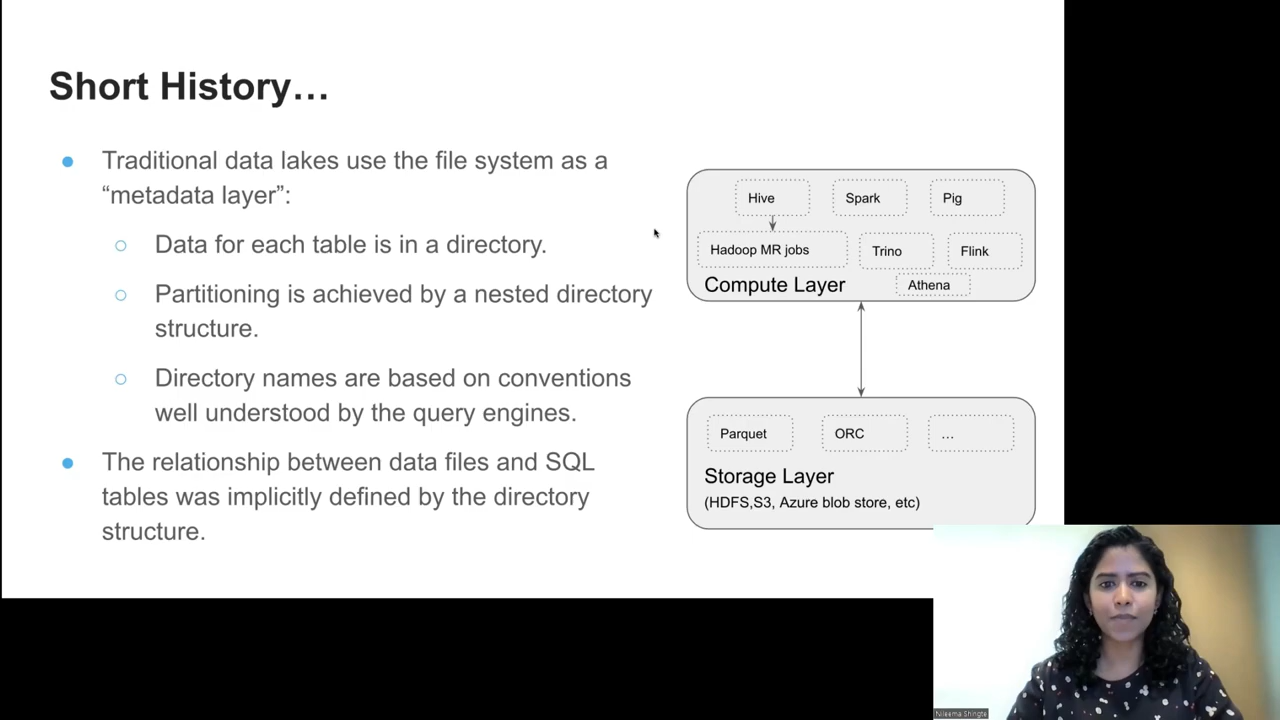 Short History…
Traditional data lakes use the file system as a
“metadata layer”:
Data for each table is in a directory.
Partitioning is achieved by a nested directory
structure.
Directory names are based on conventions
well understood by the query engines.
The relationship between data files and SQL
tables was implicitly defined by the directory
structure.
Hive
Spark
Pig
Hadoop MR jobs
Trino
Flink
Compute Layer
Athena
Parquet
ORC
…
Storage Layer
(HDFS,S3, Azure blob store, etc)
Nileema Shingte